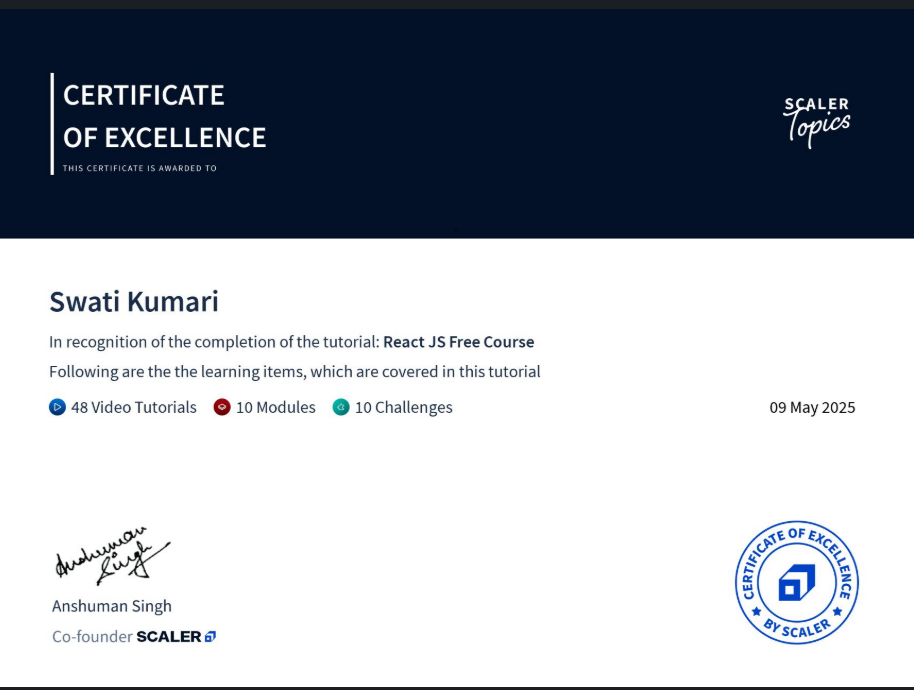 CERTIFICATE
OF EXCELLENCE
THIS CERTIFICATE IS AWARDED TO
SCALER
Topics
Swati Kumari
In recognition of the completion of the tutorial: React JS Free Course
Following are the the learning items, which are covered in this tutorial
48 Video Tutorials 10 Modules 10 Challenges
09 May 2025
Anshuman
Singh
Anshuman Singh
Co-founder SCALER
CERTIFICATE OF EXCELLENCE
BY SCALER